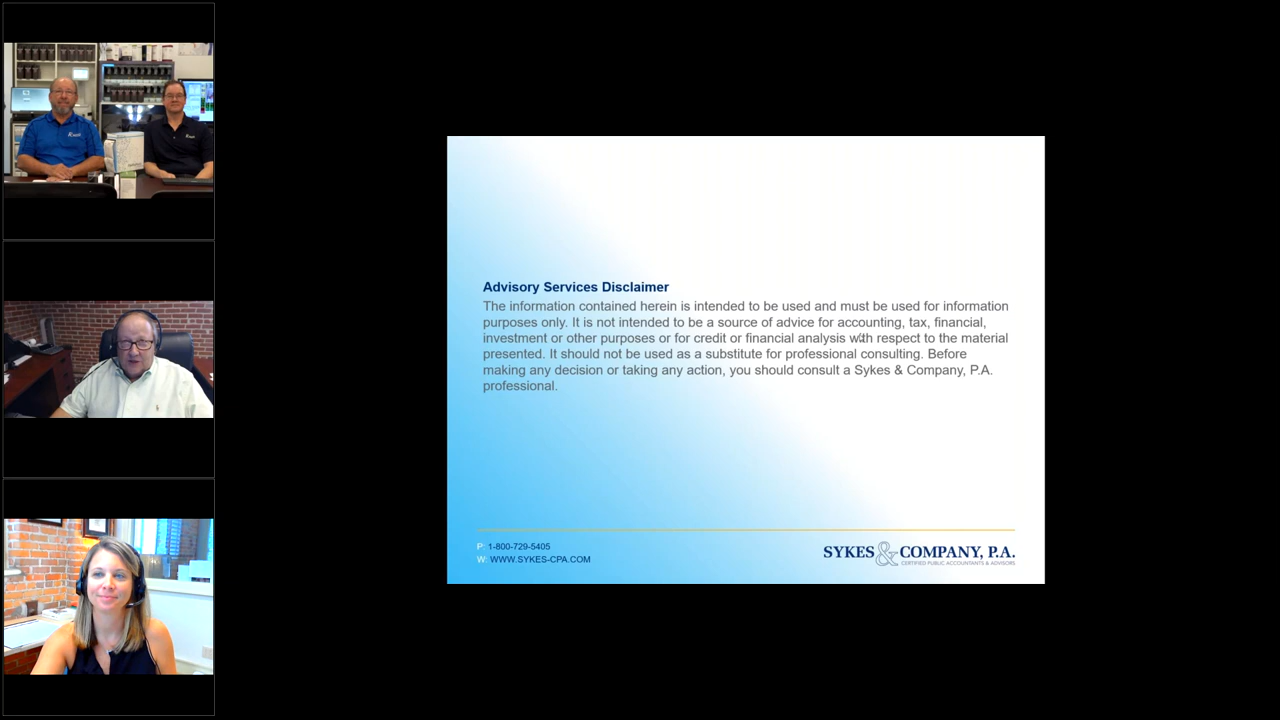 Advisory Services Disclaimer
The information contained herein is intended to be used and must be used for information
purposes only. It is not intended to be a source of advice for accounting, tax, financial,
investment or other purposes or for credit or financial analysis with respect to the material
presented. It should not be used as a substitute for professional consulting. Before
making any decision or taking any action, you should consult a Sykes & Company, P.A.
professional.
P: 1-800-729-5405
W: WWW.SYKES-CPA.COM
SYKES & COMPANY, P.A.
CERTIFIED PUBLIC ACCOUNTANTS & ADVISORS